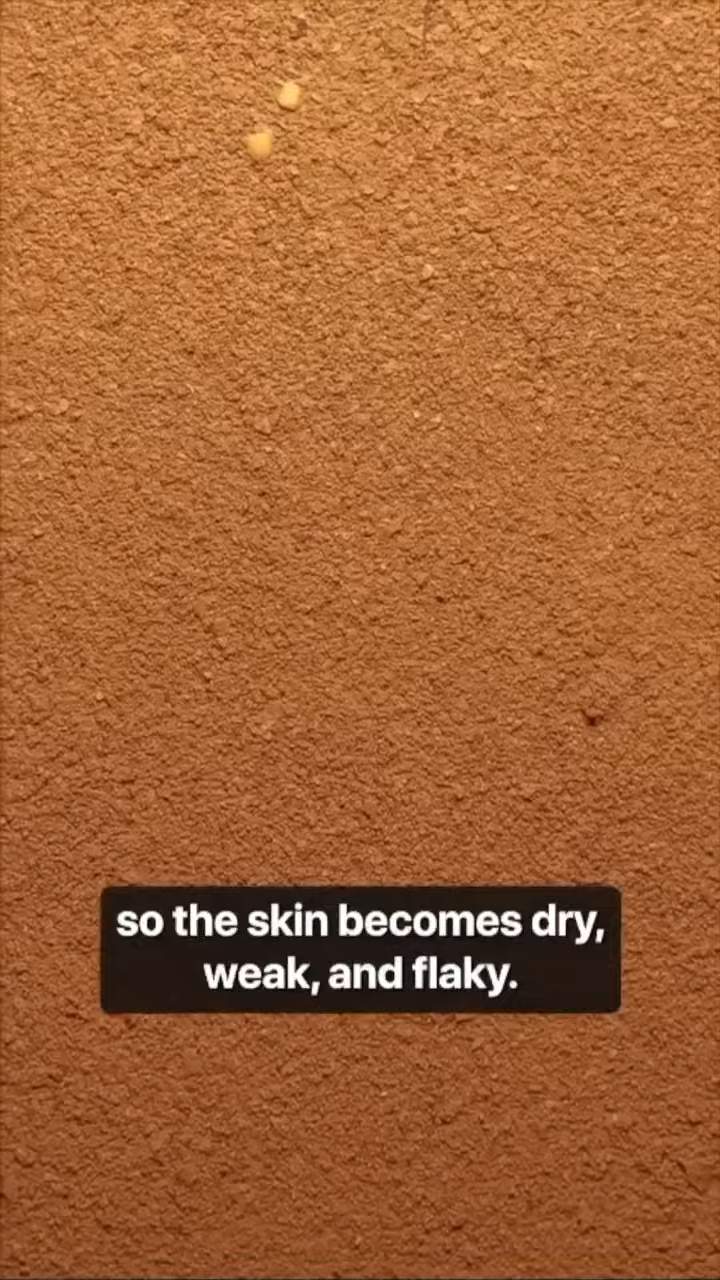 so the skin becomes dry,
weak, and flaky.